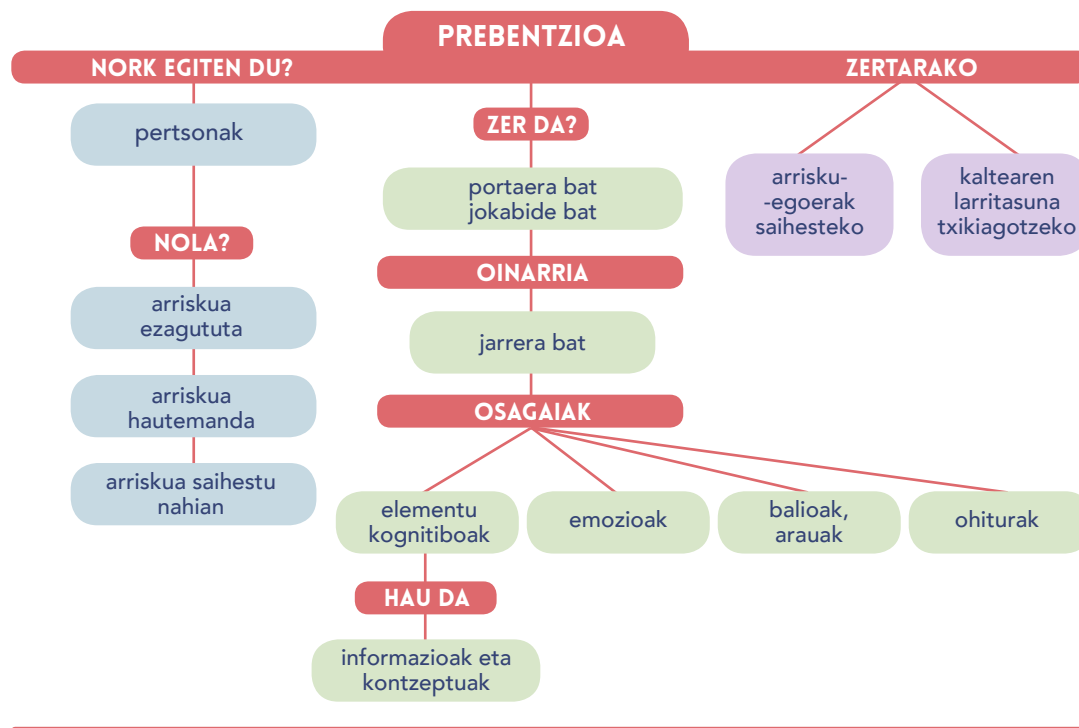 PREBENTZIOA
NORK EGITEN DU?
pertsonak
NOLA?
arriskua
ezagututa
arriskua
hautemanda
arriskua saihestu
nahian
ZER DA?
portaera bat
jokabide bat
OINARRIA
jarrera bat
OSAGAIAK
elementu
kognitiboak
emozioak
balioak,
arauak
ohiturak
HAU DA
informazioak eta
kontzeptuak
ZERTARAKO
arrisku-
-egoerak
saihesteko
kaltearen
larritasuna
txikiagotzeko